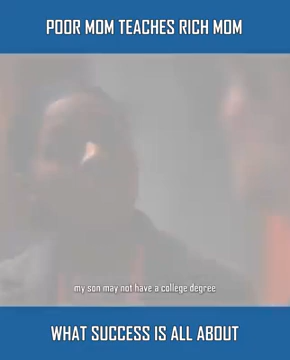 POOR MOM TEACHES RICH MOM
my son may not have a college degree
WHAT SUCCESS IS ALL ABOUT